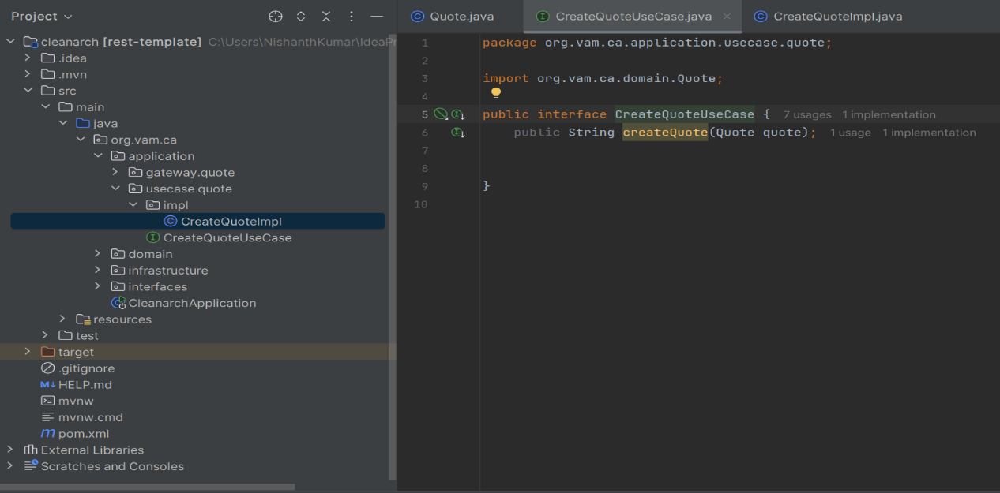 Project
cleanarch [rest-template] C:\Users\NishanthKumar\IdeaPr
.idea
.mvn
src
main
java
org.vam.ca
application
gateway.quote
usecase.quote
impl
CreateQuoteImpl
CreateQuoteUseCase
domain
infrastructure
interfaces
CleanarchApplication
resources
test
target
.gitignore
HELP.md
mvnw
mvnw.cmd
pom.xml
External Libraries
Scratches and Consoles
Quote.java CreateQuoteUseCase.java CreateQuoteImpl.java
1 package org.vam.ca.application.usecase.quote;
2
3 import org.vam.ca.domain.Quote;
4
5 public interface CreateQuoteUseCase { 7 usages 1 implementation
6 public String createQuote(Quote quote); 1 usage 1 implementation
7
8
9 }
10